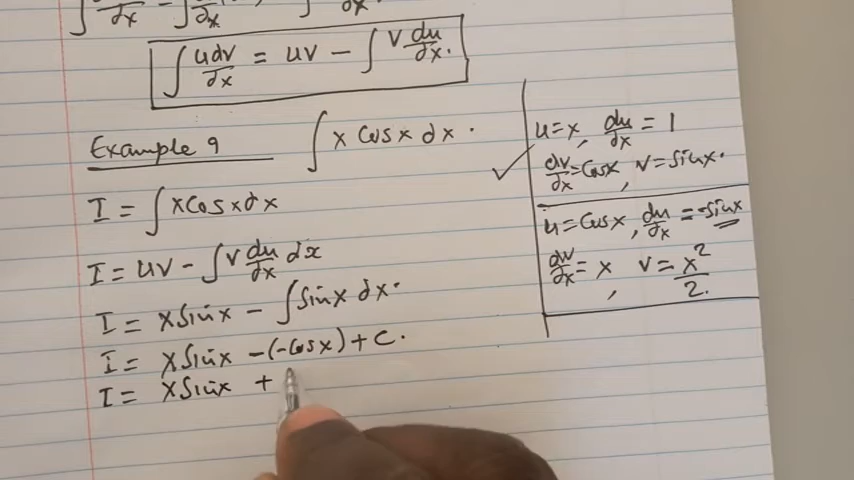 ∫ u dv/dx = uv − ∫ v du/dx.
Example 9 ∫ x cos x dx.
I = ∫ x cos x dx
I = uv − ∫ v du/dx dx
I = x sin x − ∫ sin x dx.
I = x sin x − (−cos x) + c.
I = x sin x +
u = x, du/dx = 1
✓ dv/dx = cos x, v = sin x.
u = cos x, du/dx = −sin x
dv/dx = x, v = x²/2.